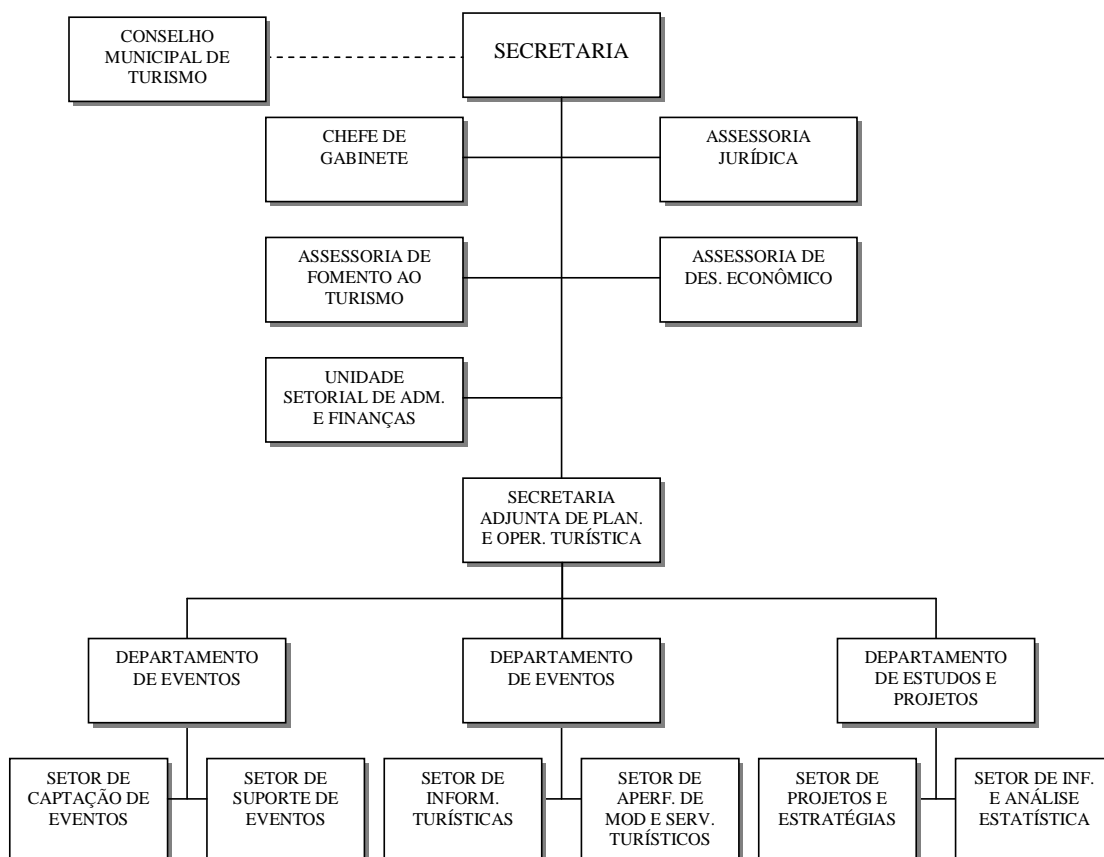 CONSELHO
MUNICIPAL DE
TURISMO
SECRETARIA
CHEFE DE
GABINETE
ASSESSORIA
JURÍDICA
ASSESSORIA DE
FOMENTO AO
TURISMO
ASSESSORIA DE
DES. ECONÔMICO
UNIDADE
SETORIAL DE ADM.
E FINANÇAS
SECRETARIA
ADJUNTA DE PLAN.
E OPER. TURÍSTICA
DEPARTAMENTO
DE EVENTOS
DEPARTAMENTO
DE EVENTOS
DEPARTAMENTO
DE ESTUDOS E
PROJETOS
SETOR DE
CAPTAÇÃO DE
EVENTOS
SETOR DE
SUPORTE DE
EVENTOS
SETOR DE
INFORM.
TURÍSTICAS
SETOR DE
APERF. DE
MOD E SERV.
TURÍSTICOS
SETOR DE
PROJETOS E
ESTRATÉGIAS
SETOR DE INF.
E ANÁLISE
ESTATÍSTICA